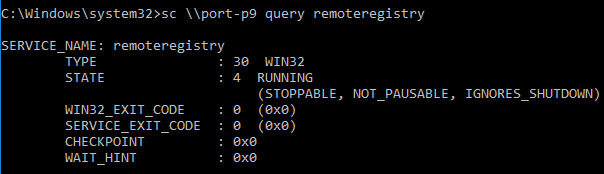 C:\Windows\system32>sc \\port-p9 query remoteregistry
SERVICE_NAME: remoteregistry
TYPE : 30 WIN32
STATE : 4 RUNNING
(STOPPABLE, NOT_PAUSABLE, IGNORES_SHUTDOWN)
WIN32_EXIT_CODE : 0 (0x0)
SERVICE_EXIT_CODE : 0 (0x0)
CHECKPOINT : 0x0
WAIT_HINT : 0x0